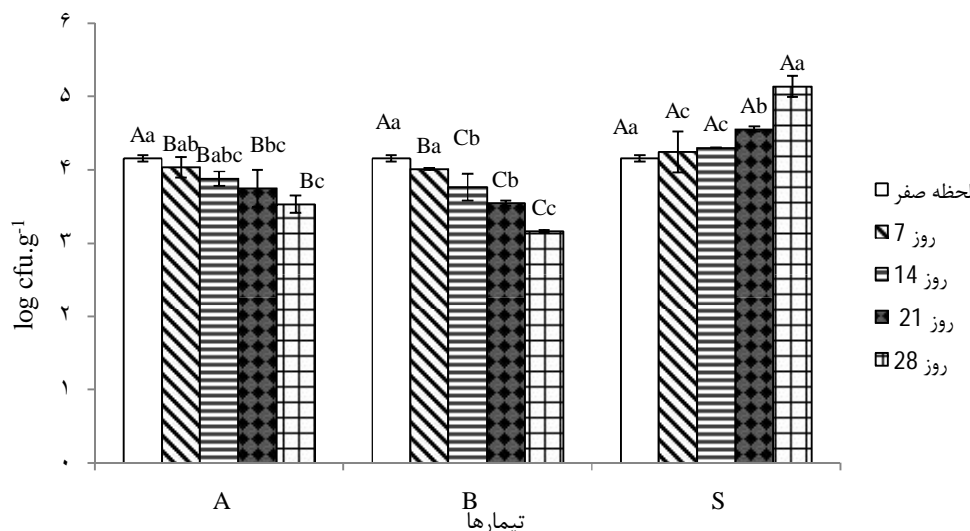 ۶
۵
۴
۳
۲
۱
۰
log cfu.g-1
Aa
Bab
Babc
Bbc
Bc
Aa
Ba
Cb
Cb
Cc
Aa
Ac
Ac
Ab
Aa
A
B
S
تیمارها
لحظه صفر
روز 7
روز 14
روز 21
روز 28